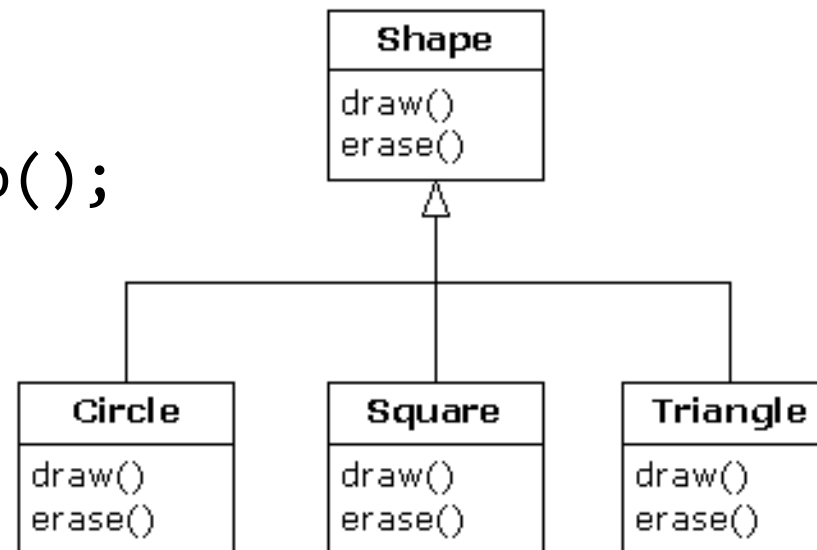 Shape
draw()
erase()
();
Circle
draw()
erase()
Square
draw()
erase()
Triangle
draw()
erase()